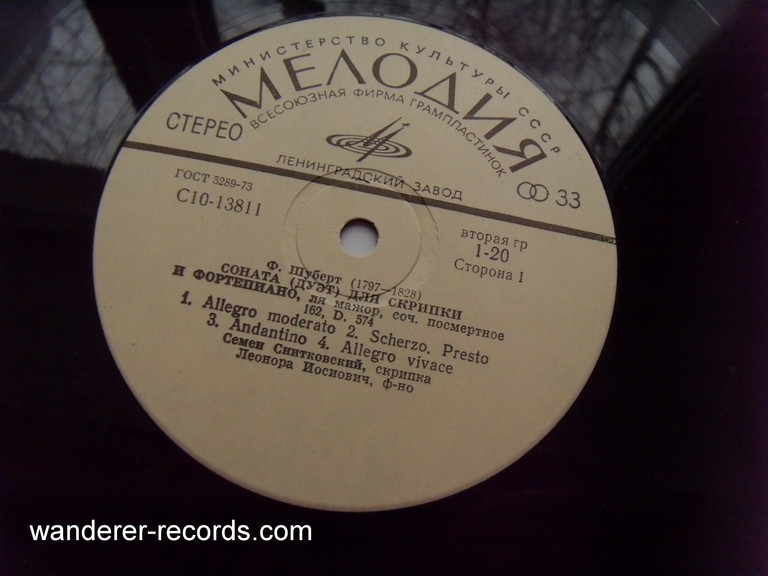 МИНИСТЕРСТВО КУЛЬТУРЫ СССР
МЕЛОДИЯ
ВСЕСОЮЗНАЯ ФИРМА ГРАМПЛАСТИНОК
СТЕРЕО
ЛЕНИНГРАДСКИЙ ЗАВОД
33
ГОСТ 5289-73
С10-13811
вторая гр
1-20
Сторона 1
Ф. Шуберт (1797—1828)
СОНАТА (ДУЭТ) ДЛЯ СКРИПКИ
И ФОРТЕПИАНО, ля мажор, соч. посмертное
162, D. 574
1. Allegro moderato 2. Scherzo. Presto
3. Andantino 4. Allegro vivace
Семен Снитковский, скрипка
Леонора Иосиович, ф-но
wanderer-records.com